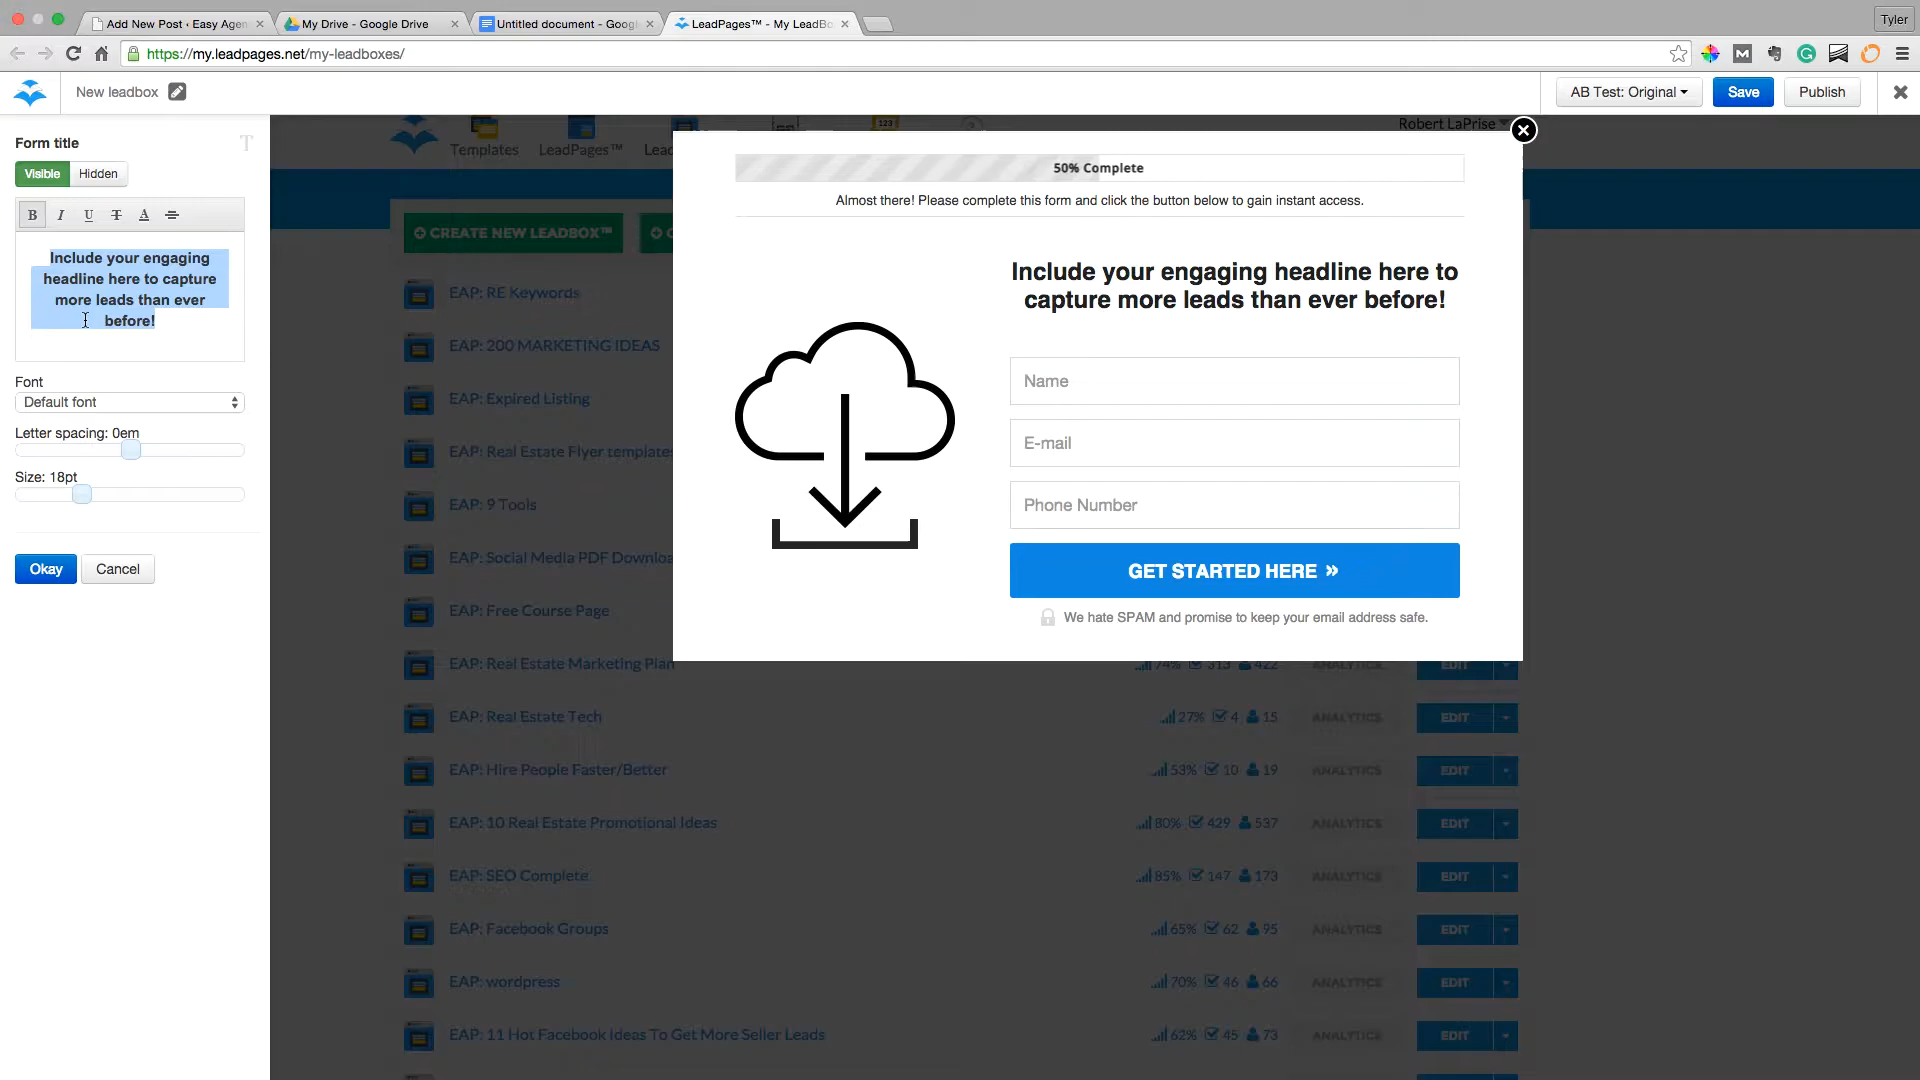 Add New Post ‹ Easy Agen
My Drive - Google Drive
Untitled document - Goog
LeadPages™ - My LeadBo
Tyler
https://my.leadpages.net/my-leadboxes/
New leadbox
AB Test: Original
Save
Publish
Form title
Visible
Hidden
B I U T A
Include your engaging
headline here to capture
more leads than ever
before!
Font
Default font
Letter spacing: 0em
Size: 18pt
Okay
Cancel
Templates
LeadPages™
Lead
123
Robert LaPrise
CREATE NEW LEADBOX™
50% Complete
Almost there! Please complete this form and click the button below to gain instant access.
Include your engaging headline here to
capture more leads than ever before!
Name
E-mail
Phone Number
GET STARTED HERE »
We hate SPAM and promise to keep your email address safe.
EAP: RE Keywords
EAP: 200 MARKETING IDEAS
EAP: Expired Listing
EAP: Real Estate Flyer templates
EAP: 9 Tools
EAP: Social Media PDF Downloa
EAP: Free Course Page
EAP: Real Estate Marketing Plan 74% 313 422 EDIT
EAP: Real Estate Tech 27% 4 15 ANALYTICS EDIT
EAP: Hire People Faster/Better 53% 10 19 ANALYTICS EDIT
EAP: 10 Real Estate Promotional Ideas 80% 429 537 ANALYTICS EDIT
EAP: SEO Complete 85% 147 173 ANALYTICS EDIT
EAP: Facebook Groups 65% 62 95 ANALYTICS EDIT
EAP: wordpress 70% 46 66 ANALYTICS EDIT
EAP: 11 Hot Facebook Ideas To Get More Seller Leads 62% 45 73 ANALYTICS EDIT